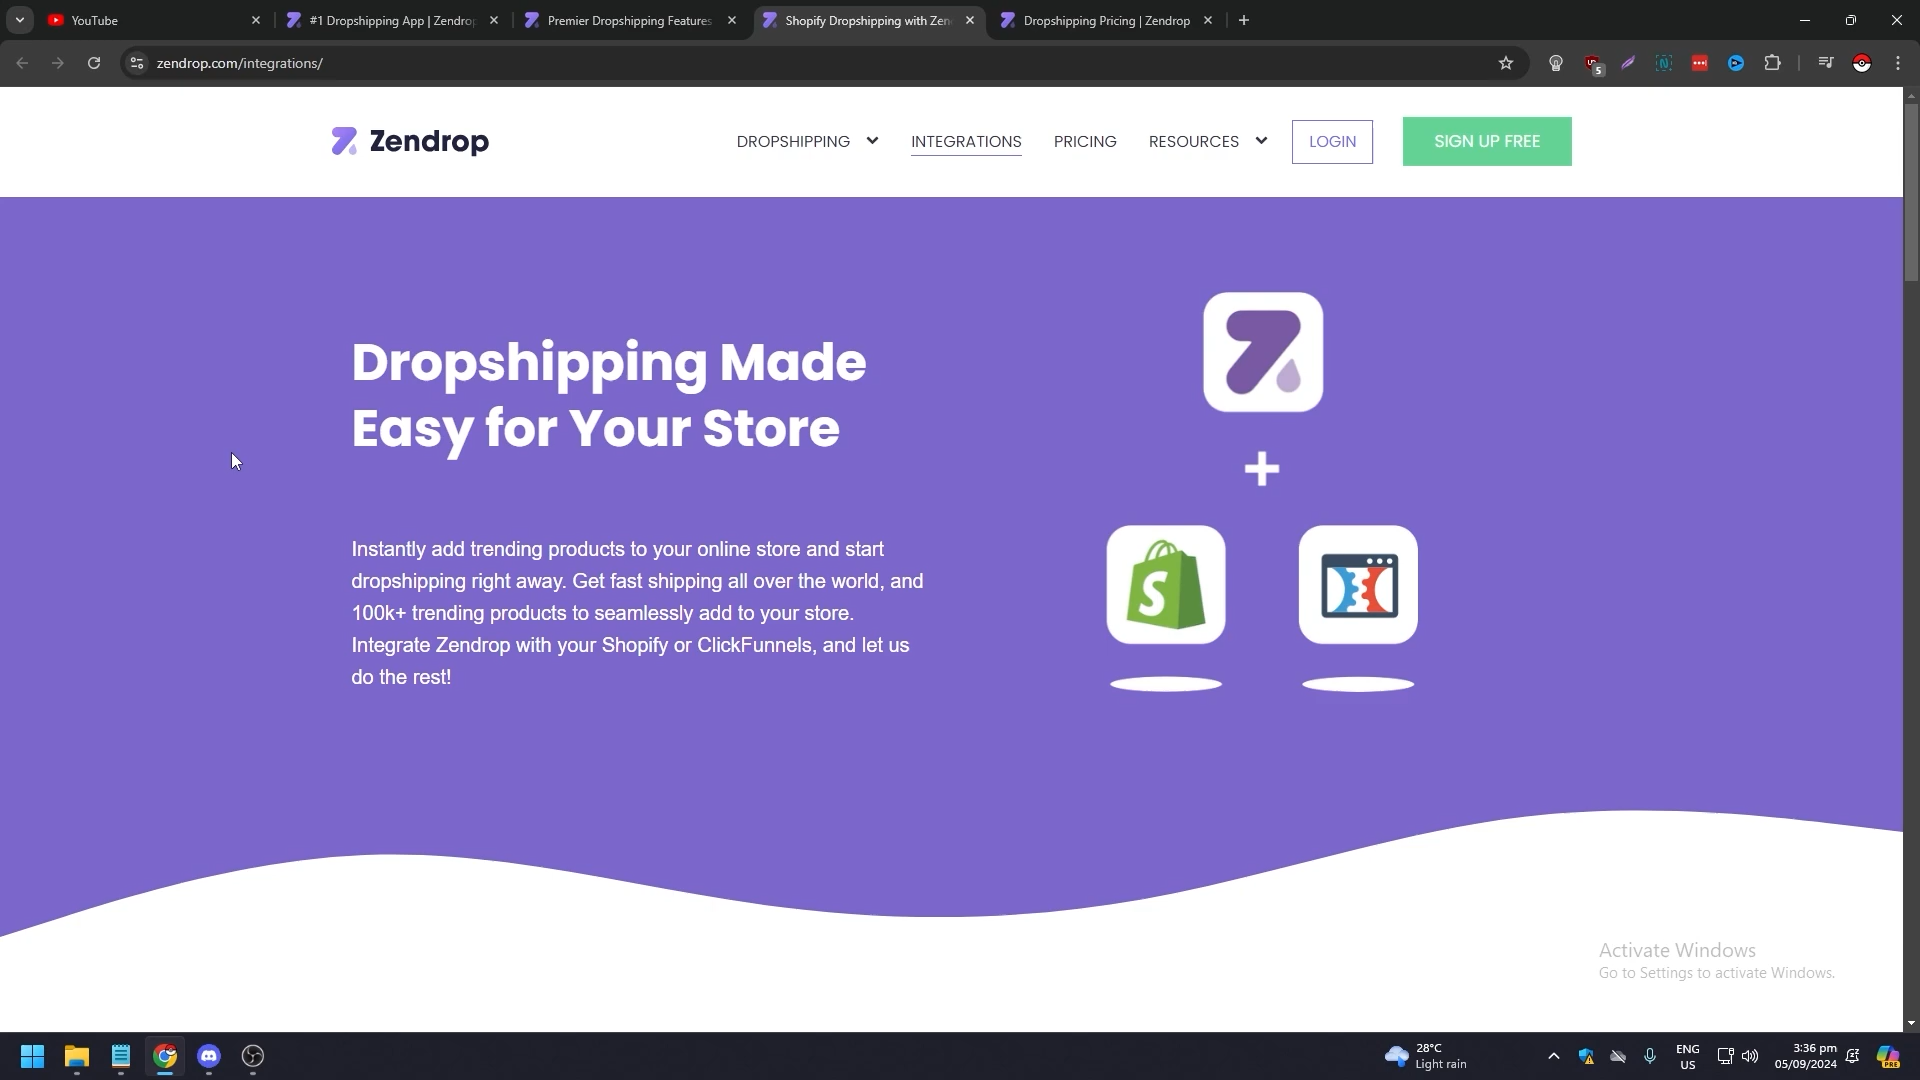 YouTube
#1 Dropshipping App | Zendrop
Premier Dropshipping Features
Shopify Dropshipping with Zen
Dropshipping Pricing | Zendrop
zendrop.com/integrations/
5
Zendrop
DROPSHIPPING
INTEGRATIONS
PRICING
RESOURCES
LOGIN
SIGN UP FREE
Dropshipping Made
Easy for Your Store
Instantly add trending products to your online store and start
dropshipping right away. Get fast shipping all over the world, and
100k+ trending products to seamlessly add to your store.
Integrate Zendrop with your Shopify or ClickFunnels, and let us
do the rest!
Activate Windows
Go to Settings to activate Windows.
28°C
Light rain
ENG
US
3:36 pm
05/09/2024
PRE